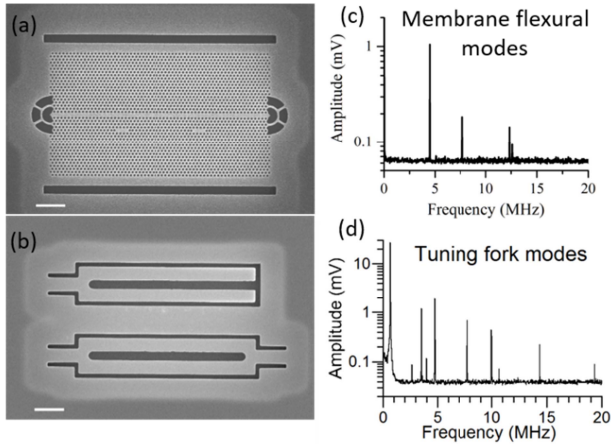 (a)
(b)
(c)
Membrane flexural
modes
Amplitude (mV)
1
0.1
0 5 10 15 20
Frequency (MHz)
(d)
Tuning fork modes
Amplitude (mV)
10
1
0.1
0 5 10 15 20
Frequency (MHz)